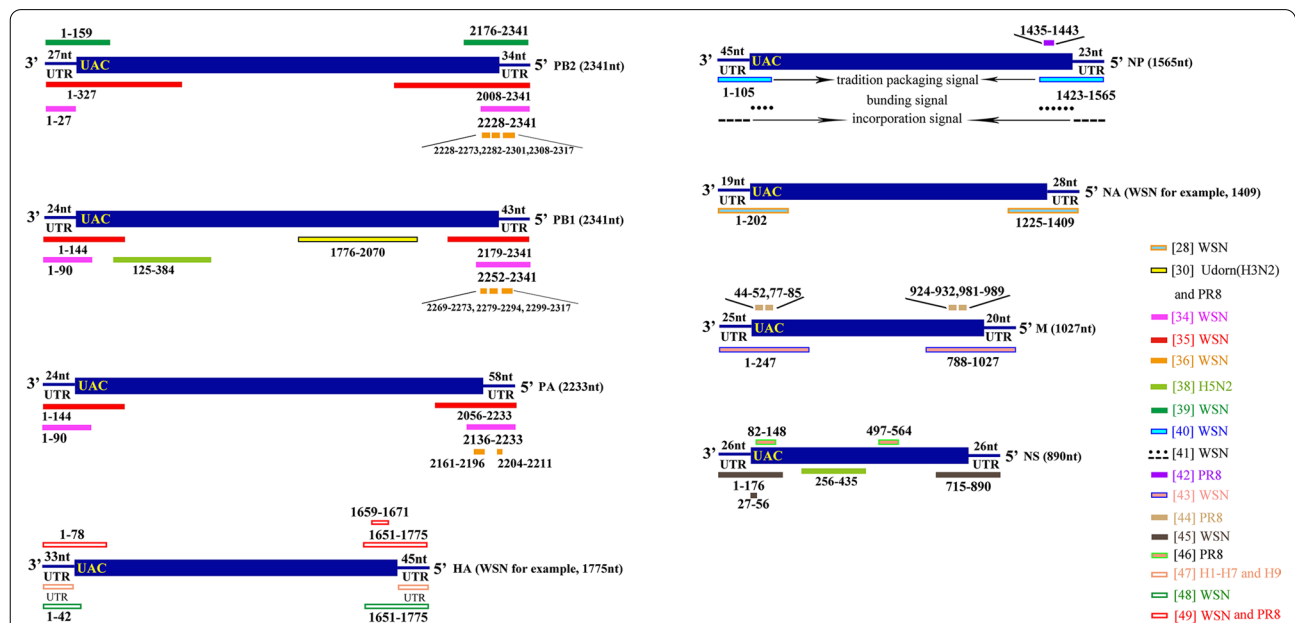 1-159
2176-2341
27nt
34nt
3’ UAC 5’ PB2 (2341nt)
UTR
UTR
1-327
2008-2341
1-27
2228-2341
2228-2273,2282-2301,2308-2317
24nt
43nt
3’ UAC 5’ PB1 (2341nt)
UTR
UTR
1-144
1776-2070
2179-2341
1-90
125-384
2252-2341
2269-2273, 2279-2294, 2299-2317
24nt
58nt
3’ UAC 5’ PA (2233nt)
UTR
UTR
1-144
2056-2233
1-90
2136-2233
2161-2196
2204-2211
1659-1671
1-78
1651-1775
33nt
45nt
3’ UAC 5’ HA (WSN for example, 1775nt)
UTR
UTR
UTR
UTR
1-42
1651-1775
1435-1443
45nt
23nt
3’ UAC 5’ NP (1565nt)
UTR
UTR
tradition packaging signal
1-105
1423-1565
bunding signal
incorporation signal
19nt
28nt
3’ UAC 5’ NA (WSN for example, 1409)
UTR
UTR
1-202
1225-1409
44-52,77-85
924-932,981-989
25nt
20nt
3’ UAC 5’ M (1027nt)
UTR
UTR
1-247
788-1027
82-148
497-564
26nt
26nt
3’ UAC 5’ NS (890nt)
UTR
UTR
1-176
256-435
715-890
27-56
[28] WSN
[30] Udorn(H3N2)
and PR8
[34] WSN
[35] WSN
[36] WSN
[38] H5N2
[39] WSN
[40] WSN
[41] WSN
[42] PR8
[43] WSN
[44] PR8
[45] WSN
[46] PR8
[47] H1-H7 and H9
[48] WSN
[49] WSN and PR8